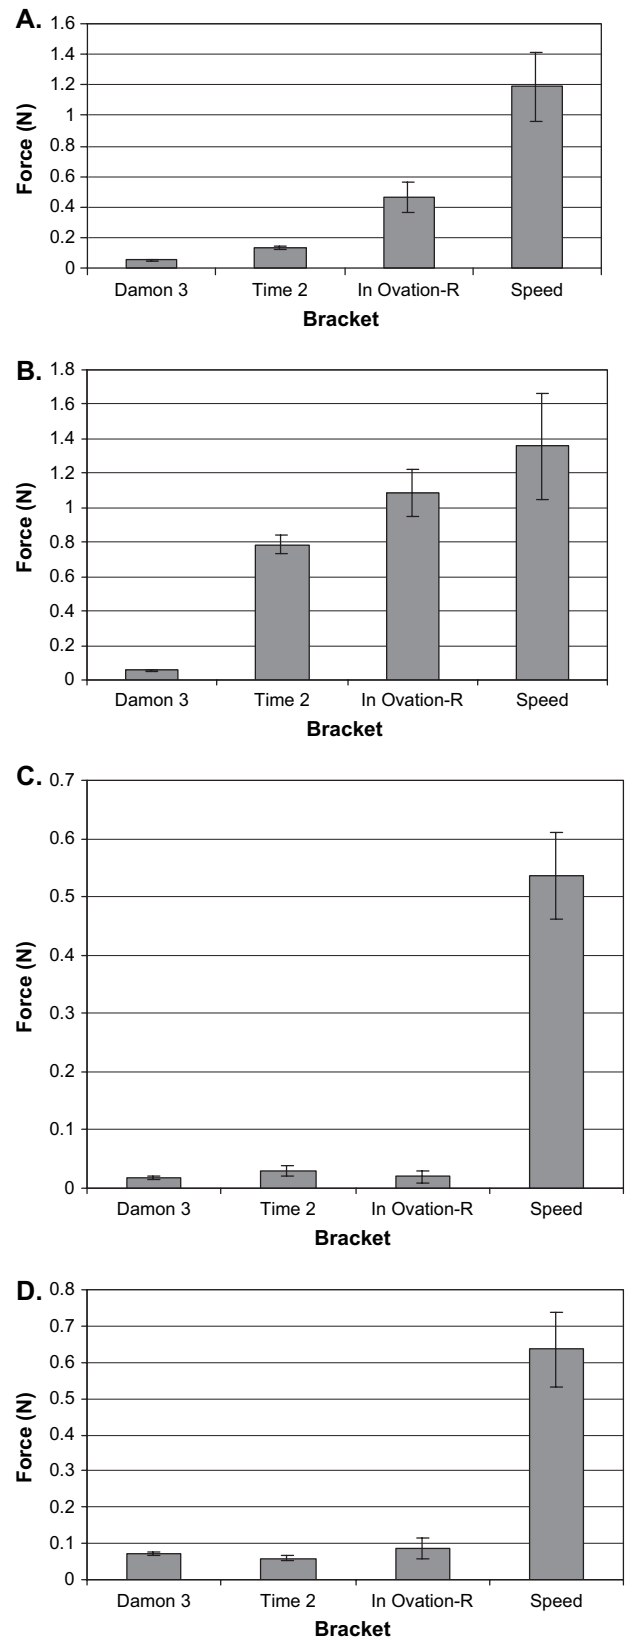 A.
1.6
1.4
1.2
1
0.8
0.6
0.4
0.2
0
Force (N)
Damon 3 Time 2 In Ovation-R Speed
Bracket
B.
1.8
1.6
1.4
1.2
1
0.8
0.6
0.4
0.2
0
Force (N)
Damon 3 Time 2 In Ovation-R Speed
Bracket
C.
0.7
0.6
0.5
0.4
0.3
0.2
0.1
0
Force (N)
Damon 3 Time 2 In Ovation-R Speed
Bracket
D.
0.8
0.7
0.6
0.5
0.4
0.3
0.2
0.1
0
Force (N)
Damon 3 Time 2 In Ovation-R Speed
Bracket